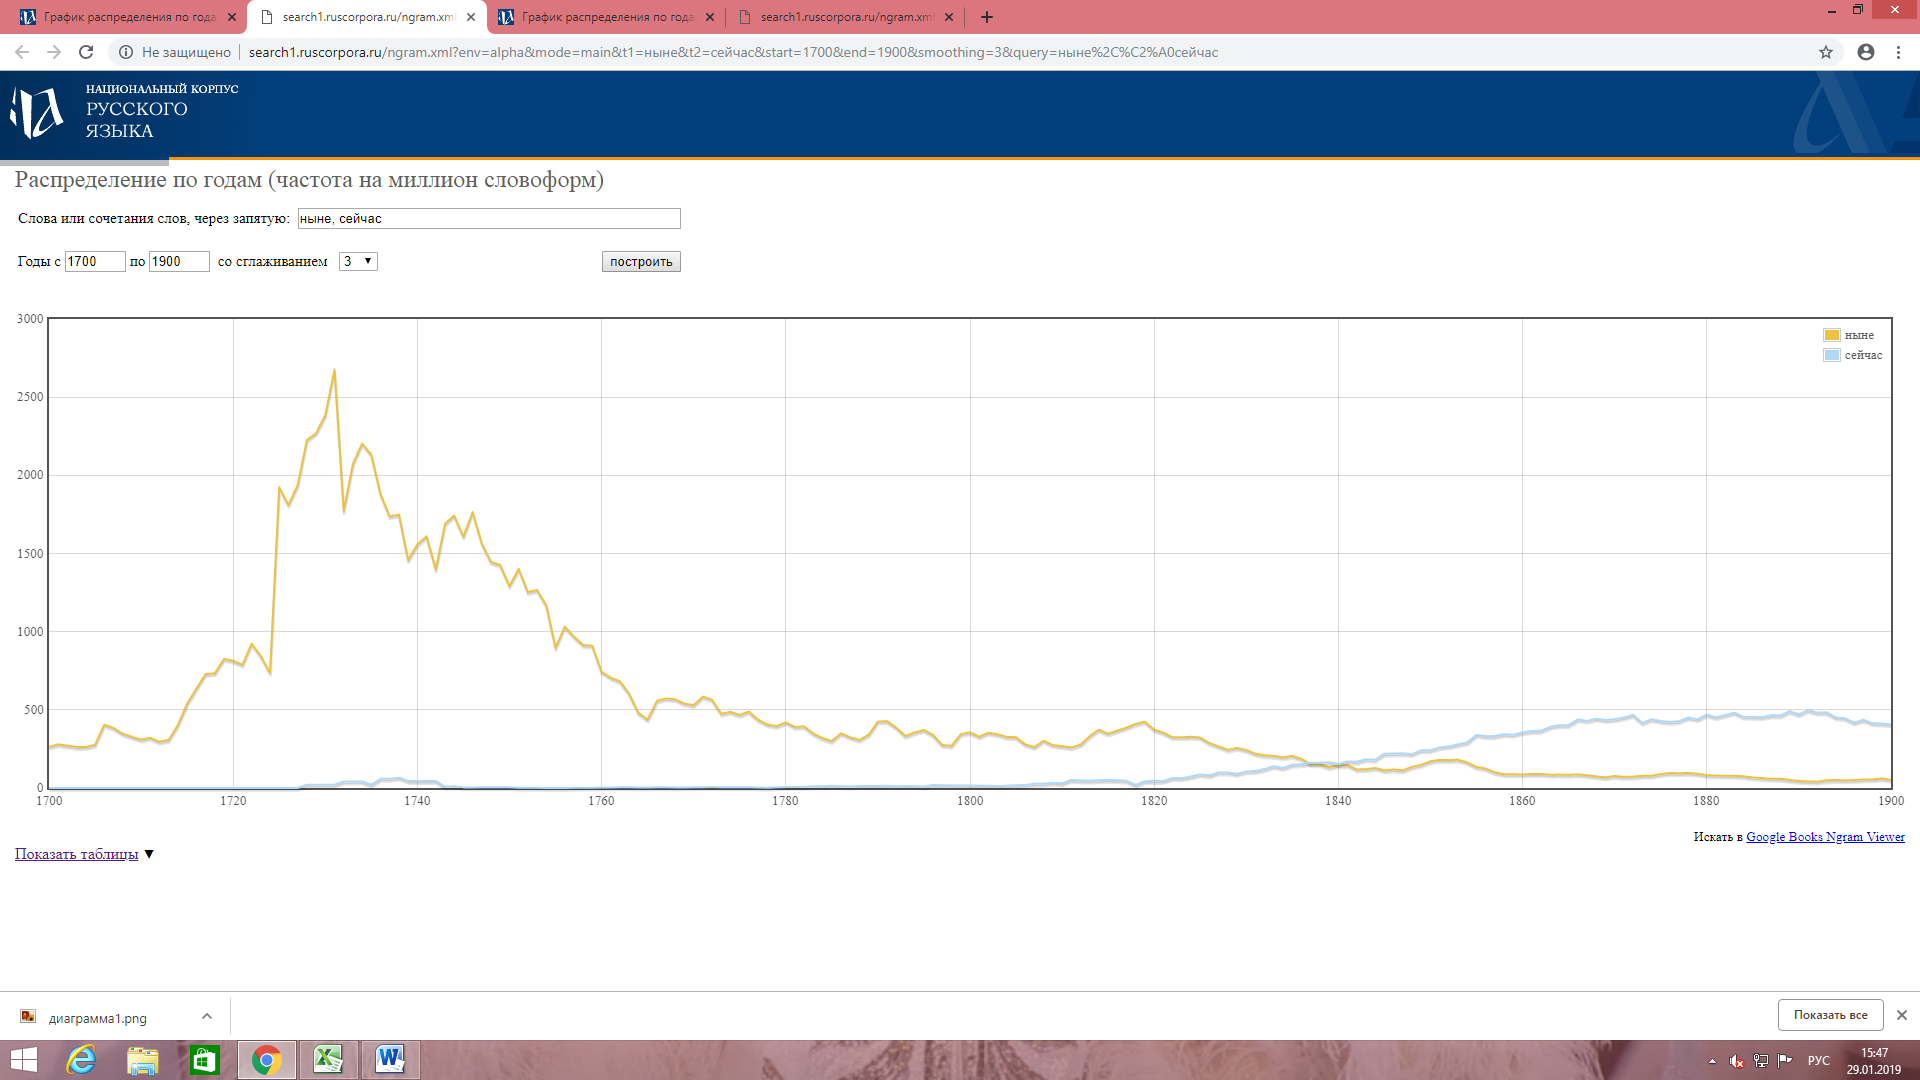 График распределения по года
search1.ruscorpora.ru/ngram.xm
График распределения по года
search1.ruscorpora.ru/ngram.xm
Не защищено
search1.ruscorpora.ru/ngram.xml?env=alpha&mode=main&t1=ныне&t2=сейчас&start=1700&end=1900&smoothing=3&query=ныне%2C%C2%A0сейчас
НАЦИОНАЛЬНЫЙ КОРПУС
РУССКОГО
ЯЗЫКА
Распределение по годам (частота на миллион словоформ)
Слова или сочетания слов, через запятую: ныне, сейчас
Годы с 1700 по 1900 со сглаживанием 3 построить
3000
2500
2000
1500
1000
500
0
ныне
сейчас
1700 1720 1740 1760 1780 1800 1820 1840 1860 1880 1900
Искать в Google Books Ngram Viewer
Показать таблицы ▼
диаграмма1.png
Показать все
РУС
15:47
29.01.2019